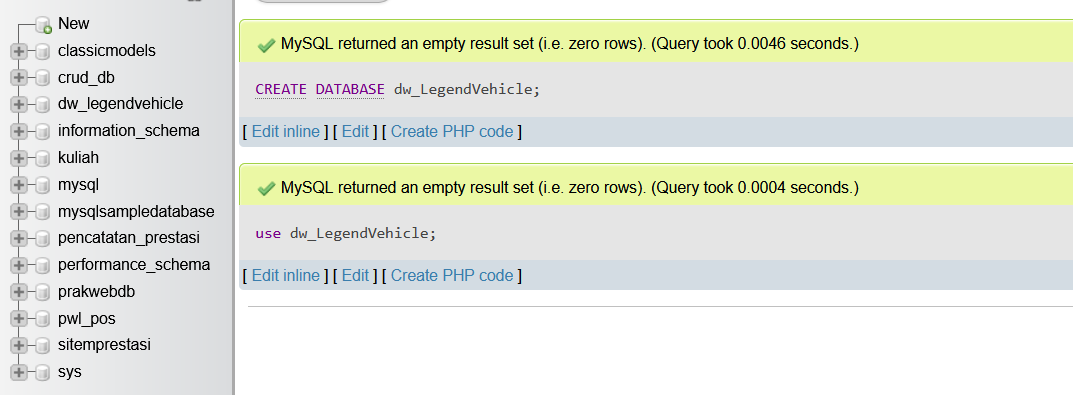 New
classicmodels
crud_db
dw_legendvehicle
information_schema
kuliah
mysql
mysqlsampledatabase
pencatatan_prestasi
performance_schema
prakwebdb
pwl_pos
sitemprestasi
sys
MySQL returned an empty result set (i.e. zero rows). (Query took 0.0046 seconds.)
CREATE DATABASE dw_LegendVehicle;
[ Edit inline ] [ Edit ] [ Create PHP code ]
MySQL returned an empty result set (i.e. zero rows). (Query took 0.0004 seconds.)
use dw_LegendVehicle;
[ Edit inline ] [ Edit ] [ Create PHP code ]